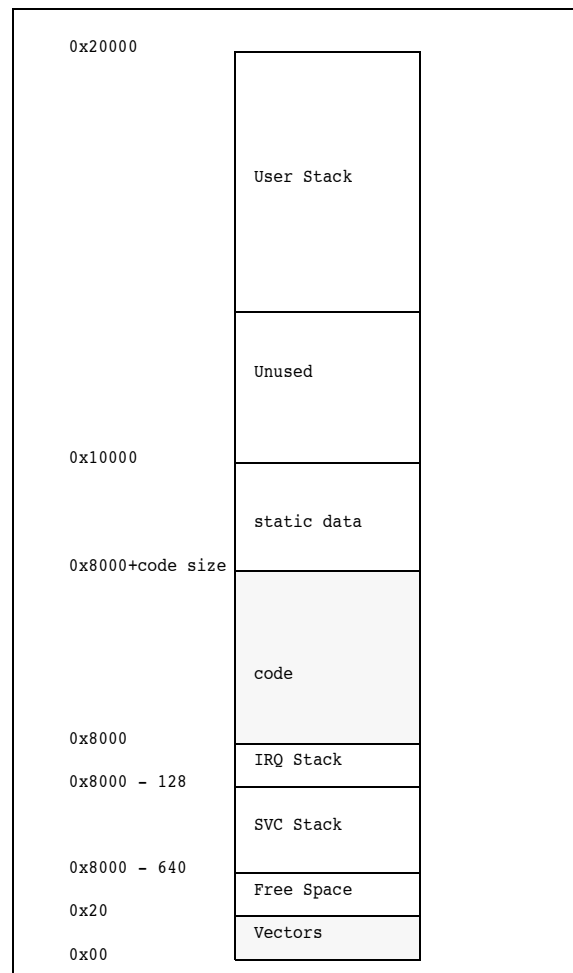 0x20000
User Stack
Unused
0x10000
static data
0x8000+code size
code
0x8000
IRQ Stack
0x8000 - 128
SVC Stack
0x8000 - 640
Free Space
0x20
Vectors
0x00